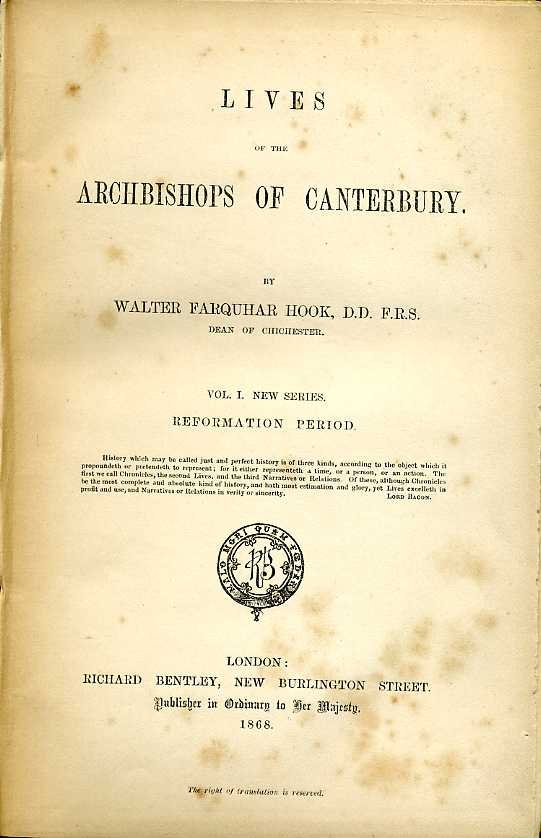 LIVES
OF THE
ARCHBISHOPS OF CANTERBURY.
BY
WALTER FARQUHAR HOOK, D.D. F.R.S.
DEAN OF CHICHESTER.
VOL. I. NEW SERIES.
REFORMATION PERIOD.
History which may be called just and perfect history is of three kinds, according to the object which it
propoundeth or pretendeth to represent; for it either representeth a time, or a person, or an action. The
first we call Chronicles, the second Lives, and the third Narratives or Relations. Of these, although Chronicles
be the most complete and absolute kind of history, and hath most estimation and glory, yet Lives excelleth in
profit and use, and Narratives or Relations in verity or sincerity. LORD BACON.
MALO MORI QUAM FŒDERI
RB
LONDON:
RICHARD BENTLEY, NEW BURLINGTON STREET.
Publisher in Ordinary to Her Majesty.
1868.
The right of translation is reserved.